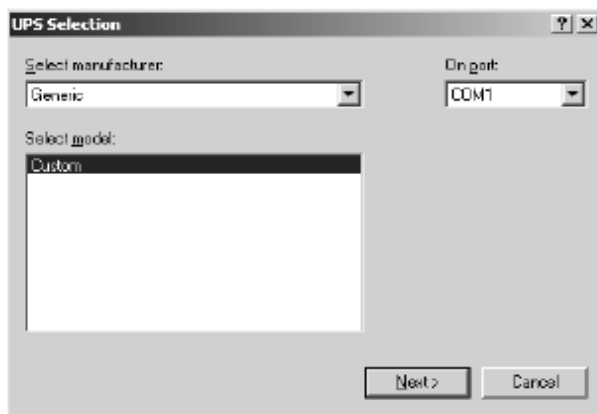 UPS Selection
Select manufacturer: On port:
Generic COM1
Select model:
Custom
Next > Cancel